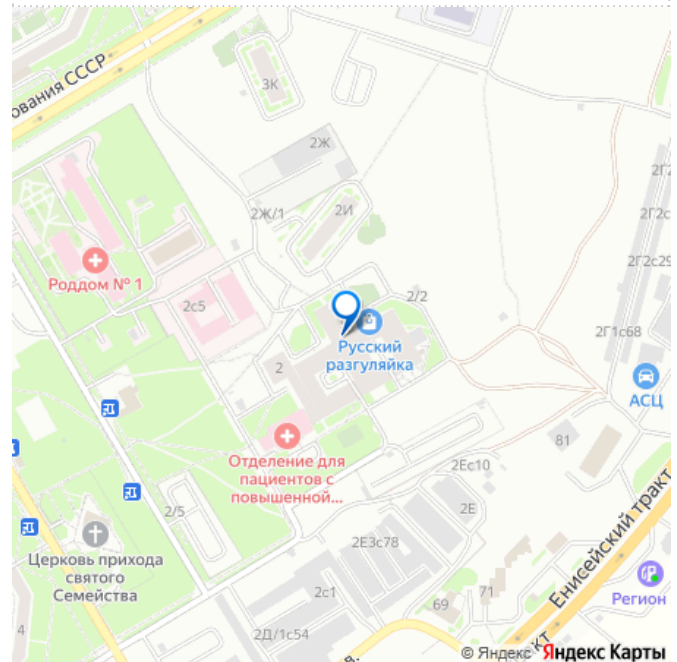 ования СССР
3К
2Ж
2Г2
2Ж/1
2И
2Г2с
2Г2с29
Роддом № 1
2с5
2/2
2Г1с68
Русский
разгуляйка
2
АСЦ
81
Отделение для
пациентов с
повышенной...
2Ес10
2/5
2Е
2Е3с78
Енисейский тракт
Церковь прихода
святого
Семейства
2с1
71
69
Регион
4
2Д/1с54
в.
кт
© Яндекс Яндекс Карты